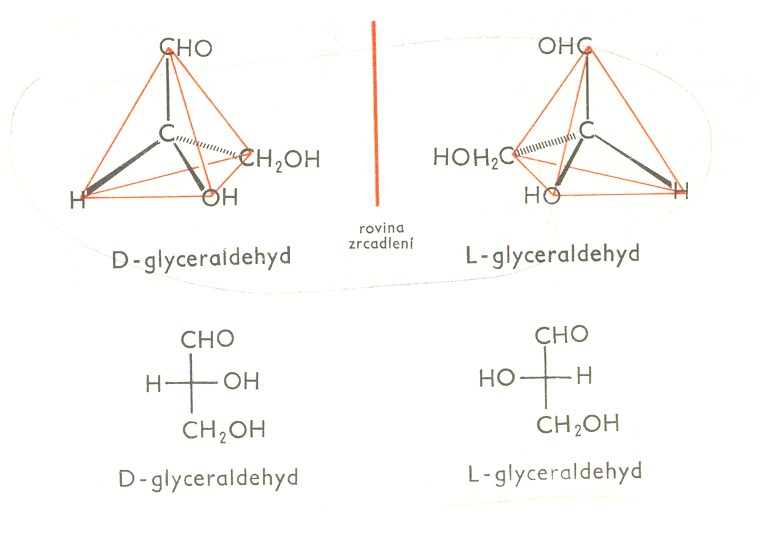 CHO
OHC
C
C
CH₂OH
HOH₂C
H
OH
HO
H
rovina
zrcadlení
D-glyceraldehyd
L-glyceraldehyd
CHO
H
OH
CH₂OH
D-glyceraldehyd
CHO
HO
H
CH₂OH
L-glyceraldehyd